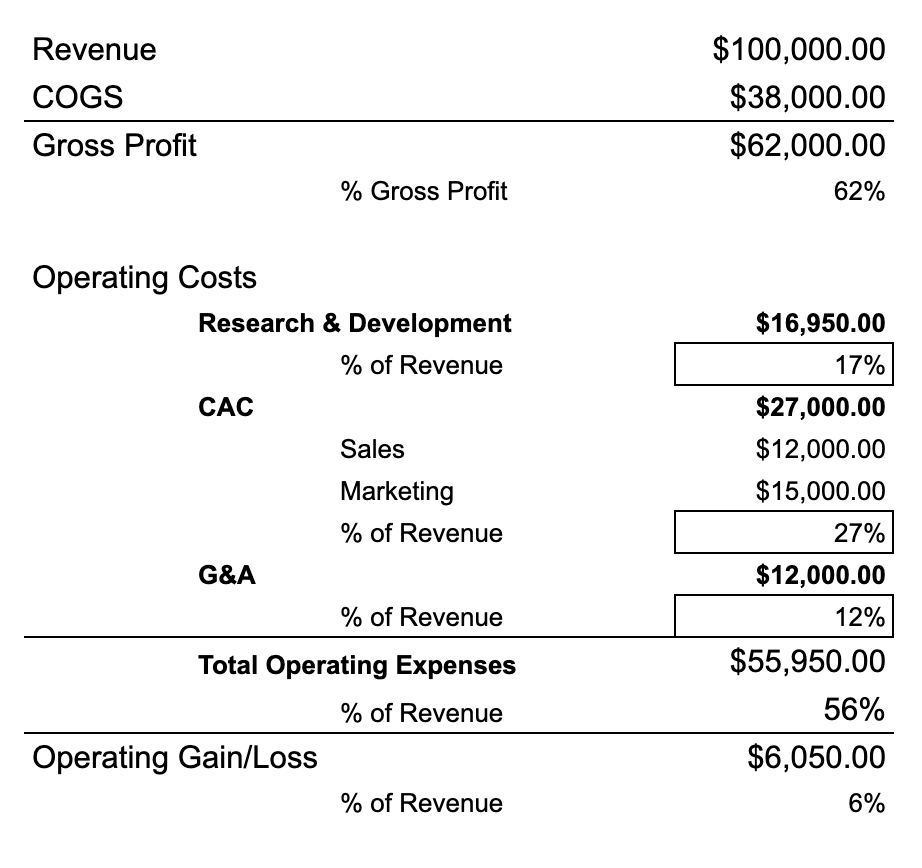 Revenue $100,000.00
COGS $38,000.00
Gross Profit $62,000.00
% Gross Profit 62%
Operating Costs
Research & Development $16,950.00
% of Revenue 17%
CAC $27,000.00
Sales $12,000.00
Marketing $15,000.00
% of Revenue 27%
G&A $12,000.00
% of Revenue 12%
Total Operating Expenses $55,950.00
% of Revenue 56%
Operating Gain/Loss $6,050.00
% of Revenue 6%